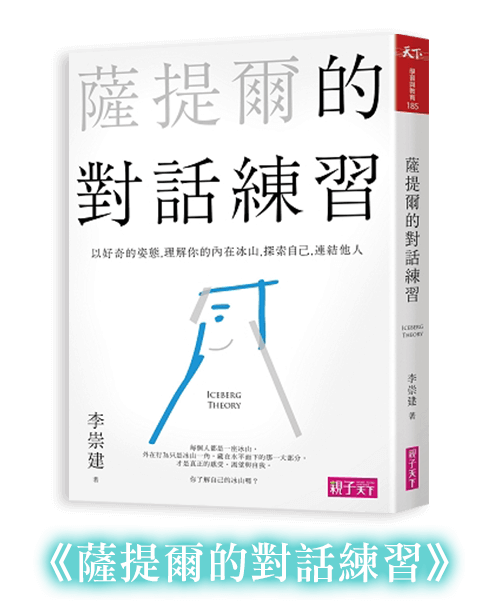 薩提爾的
對話練習
以好奇的姿態,理解你的內在冰山,探索自己,連結他人
ICEBERG
THEORY
李崇建
著
每個人都是一座冰山,
外在行為只是冰山一角,藏在水平面下的那一大部分,
才是真正的感受、渴望與自我。
你了解自己的冰山嗎?
親子天下
天下
學習與教育
185
薩提爾的對話練習
ICEBERG
THEORY
李崇建 著
親子天下
《薩提爾的對話練習》